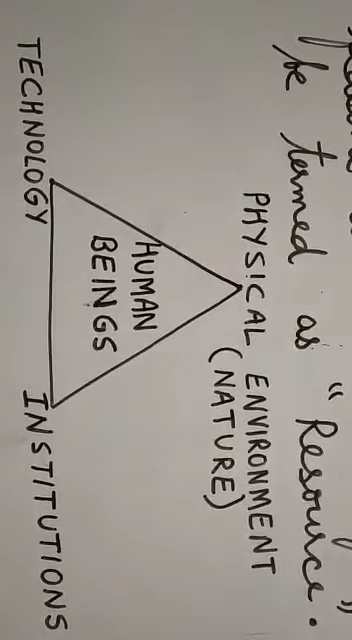 be termed as "Resource".
PHYSICAL ENVIRONMENT
(NATURE)
HUMAN
BEINGS
TECHNOLOGY INSTITUTIONS